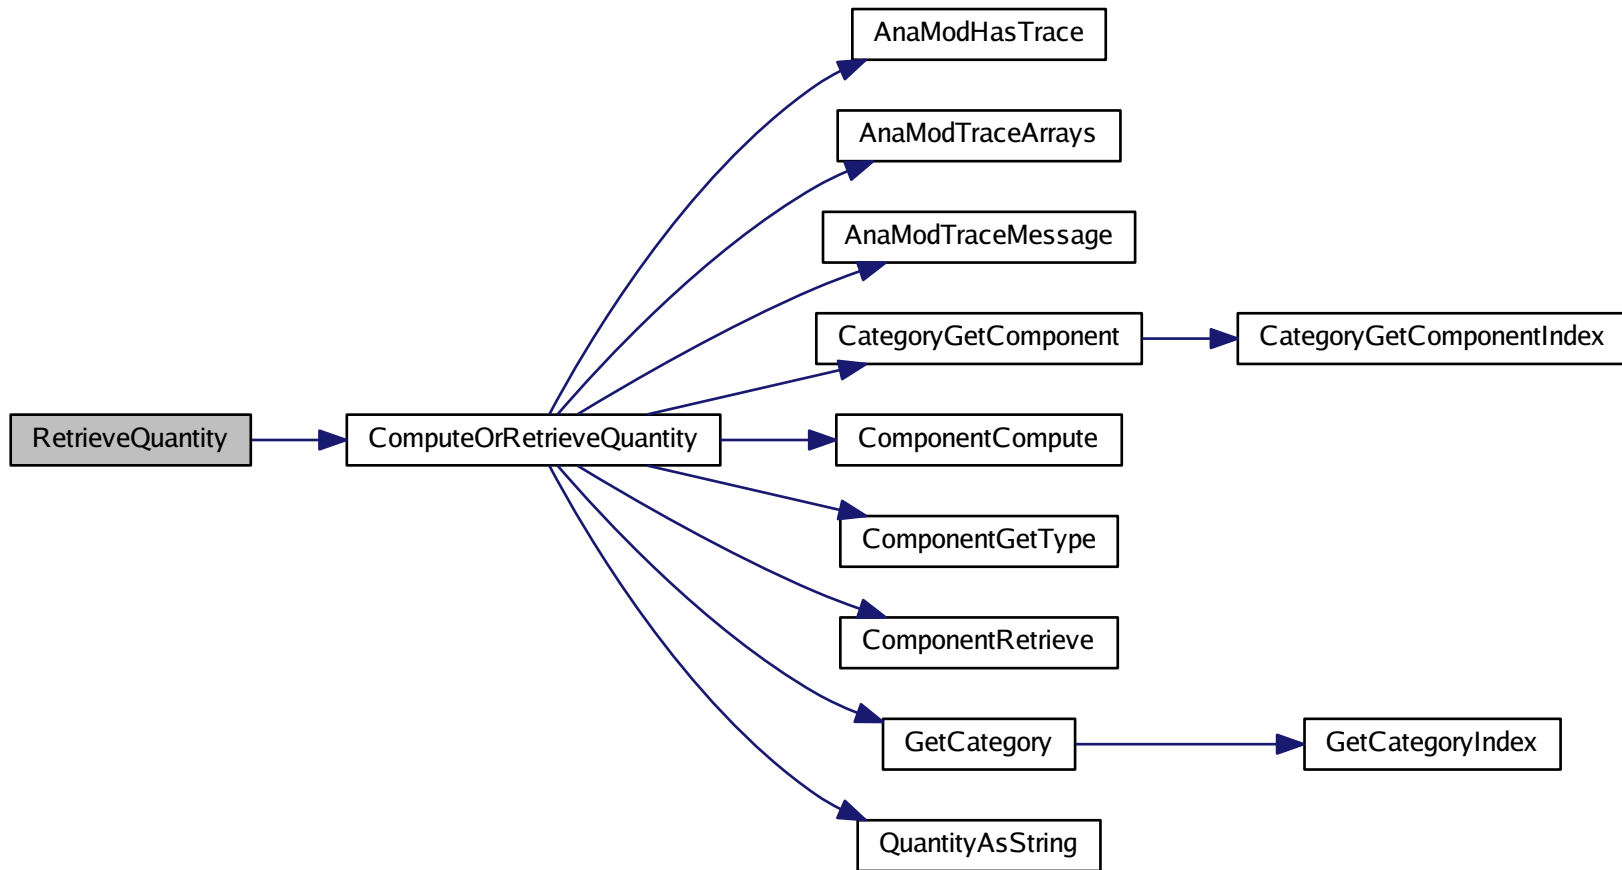 AnaModHasTrace
AnaModTraceArrays
AnaModTraceMessage
CategoryGetComponent
CategoryGetComponentIndex
RetrieveQuantity
ComputeOrRetrieveQuantity
ComponentCompute
ComponentGetType
ComponentRetrieve
GetCategory
GetCategoryIndex
QuantityAsString